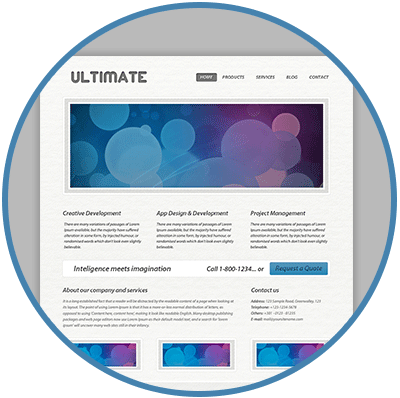 ULTIMATE
HOME PRODUCTS SERVICES BLOG CONTACT
Creative Development
There are many variations of passages of Lorem
Ipsum available, but the majority have suffered
alteration in some form, by injected humour, or
randomised words which don't look even slightly
believable.
App Design & Development
There are many variations of passages of Lorem
Ipsum available, but the majority have suffered
alteration in some form, by injected humour, or
randomised words which don't look even slightly
believable.
Project Management
There are many variations of passages of Lorem
Ipsum available, but the majority have suffered
alteration in some form, by injected humour, or
randomised words which don't look even slightly
believable.
Inteligence meets imagination
Call 1-800-1234... or
Request a Quote
About our company and services
It is a long established fact that a reader will be distracted by the readable content of a page when looking at
its layout. The point of using Lorem Ipsum is that it has a more-or-less normal distribution of letters, as
opposed to using 'Content here, content here', making it look like readable English. Many desktop publishing
packages and web page editors now use Lorem Ipsum as their default model text, and a search for 'lorem
ipsum' will uncover many web sites still in their infancy.
Contact us
Address: 123 Sample Road, Greensday, 123
Telephone: +123-1234-5678
Others: +301 - 0125 - 01235
E-mail: